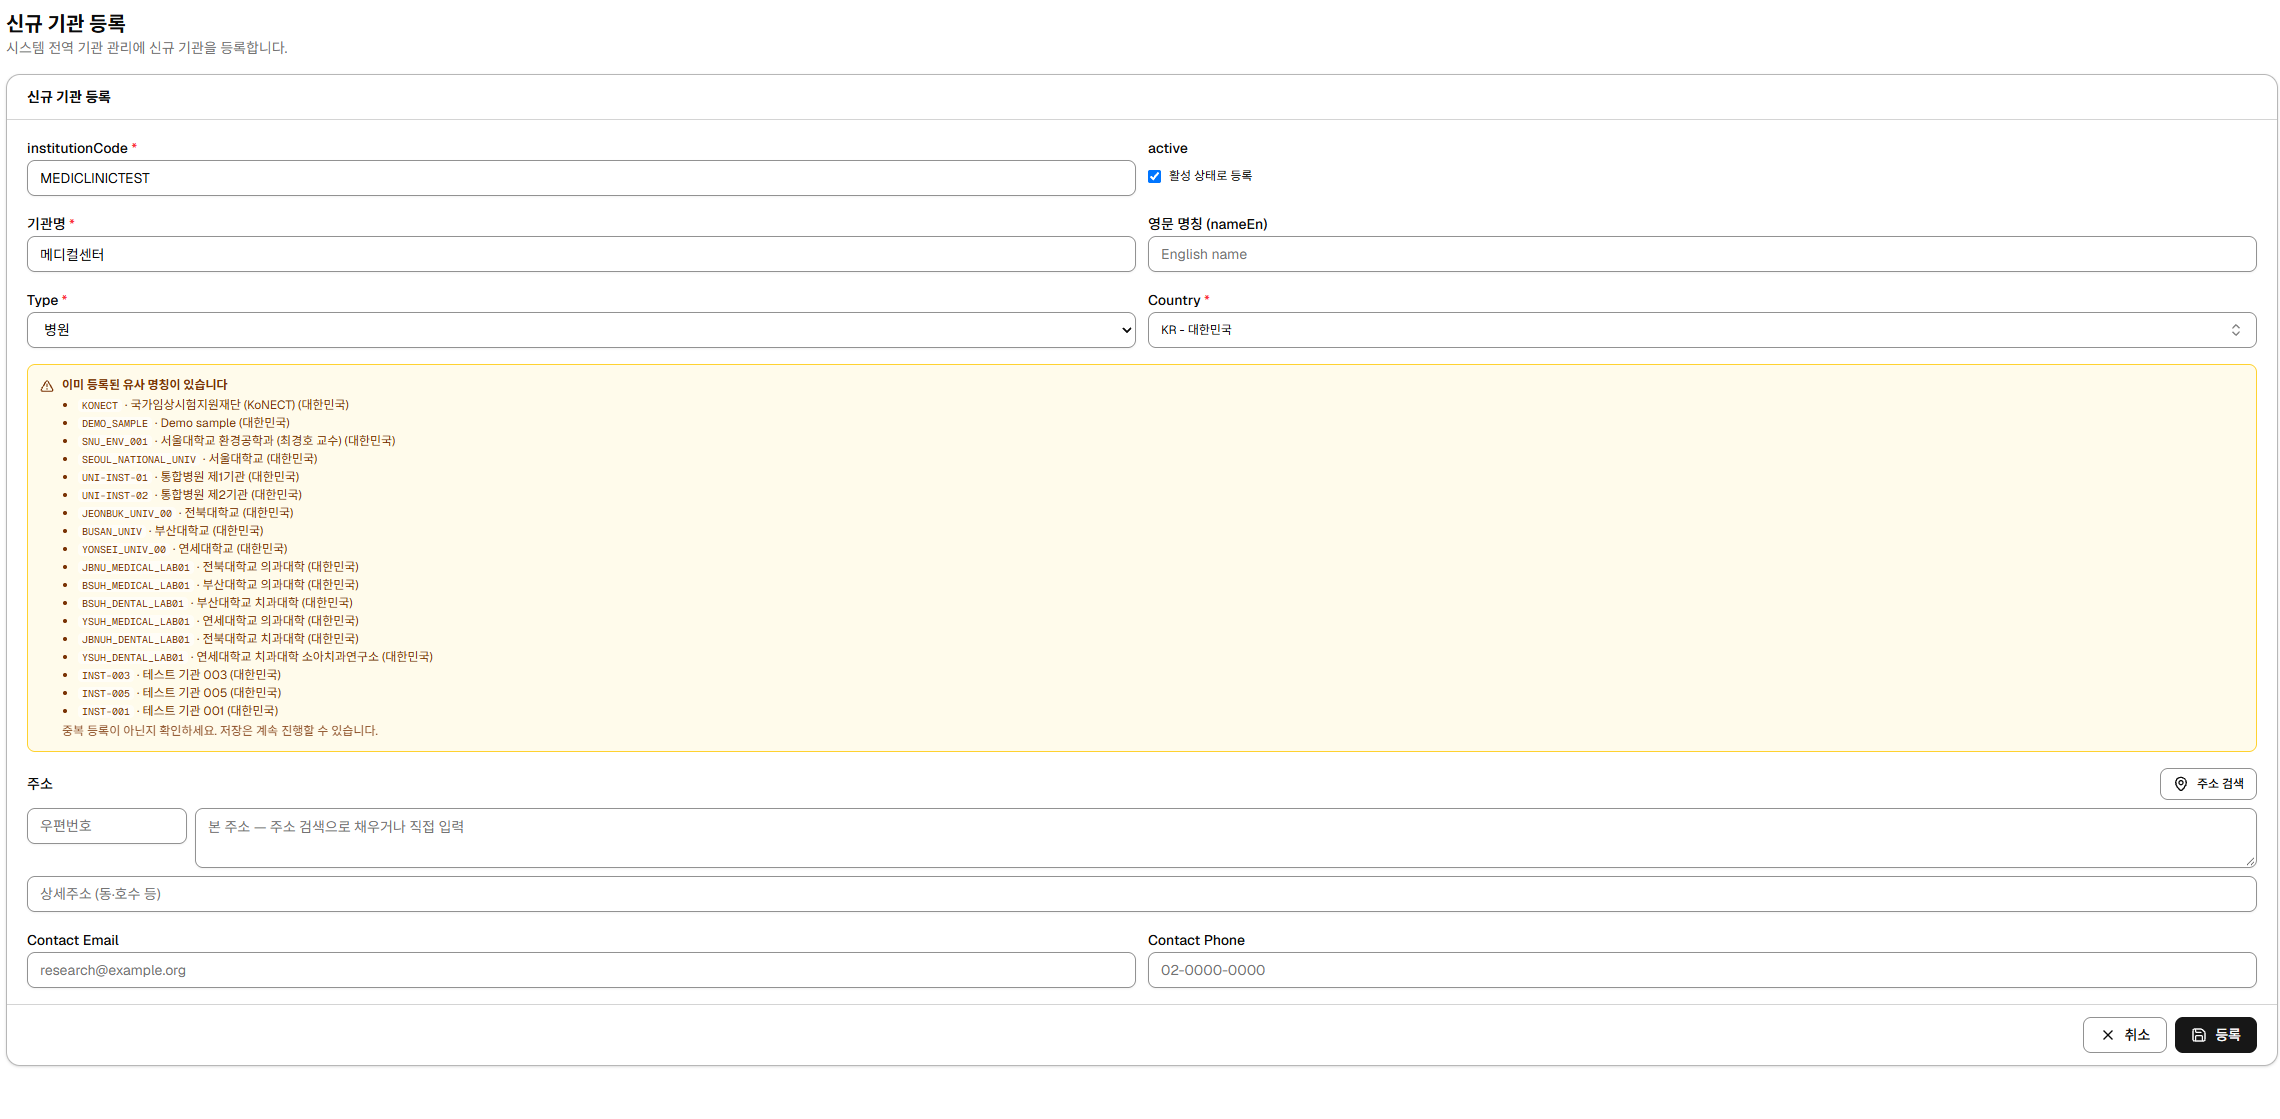 신규 기관 등록
시스템 전역 기관 관리에 신규 기관을 등록합니다.
신규 기관 등록
institutionCode *
MEDICLINICTEST
active
활성 상태로 등록
기관명 *
메디컬센터
영문 명칭 (nameEn)
English name
Type *
병원
Country *
KR - 대한민국
이미 등록된 유사 명칭이 있습니다
• KONECT · 국가임상시험지원재단 (KoNECT) (대한민국)
• DEMO_SAMPLE · Demo sample (대한민국)
• SNU_ENV_001 · 서울대학교 환경공학과 (최경호 교수) (대한민국)
• SEOUL_NATIONAL_UNIV · 서울대학교 (대한민국)
• UNI-INST-01 · 통합병원 제1기관 (대한민국)
• UNI-INST-02 · 통합병원 제2기관 (대한민국)
• JEONBUK_UNIV_00 · 전북대학교 (대한민국)
• BUSAN_UNIV · 부산대학교 (대한민국)
• YONSEI_UNIV_00 · 연세대학교 (대한민국)
• JBNU_MEDICAL_LAB01 · 전북대학교 의과대학 (대한민국)
• BSUH_MEDICAL_LAB01 · 부산대학교 의과대학 (대한민국)
• BSUH_DENTAL_LAB01 · 부산대학교 치과대학 (대한민국)
• YSUH_MEDICAL_LAB01 · 연세대학교 의과대학 (대한민국)
• JBNUH_DENTAL_LAB01 · 전북대학교 치과대학 (대한민국)
• YSUH_DENTAL_LAB01 · 연세대학교 치과대학 소아치과연구소 (대한민국)
• INST-003 · 테스트 기관 003 (대한민국)
• INST-005 · 테스트 기관 005 (대한민국)
• INST-001 · 테스트 기관 001 (대한민국)
중복 등록이 아닌지 확인하세요. 저장은 계속 진행할 수 있습니다.
주소
주소 검색
우편번호
본 주소 — 주소 검색으로 채우거나 직접 입력
상세주소 (동·호수 등)
Contact Email
research@example.org
Contact Phone
02-0000-0000
취소
등록